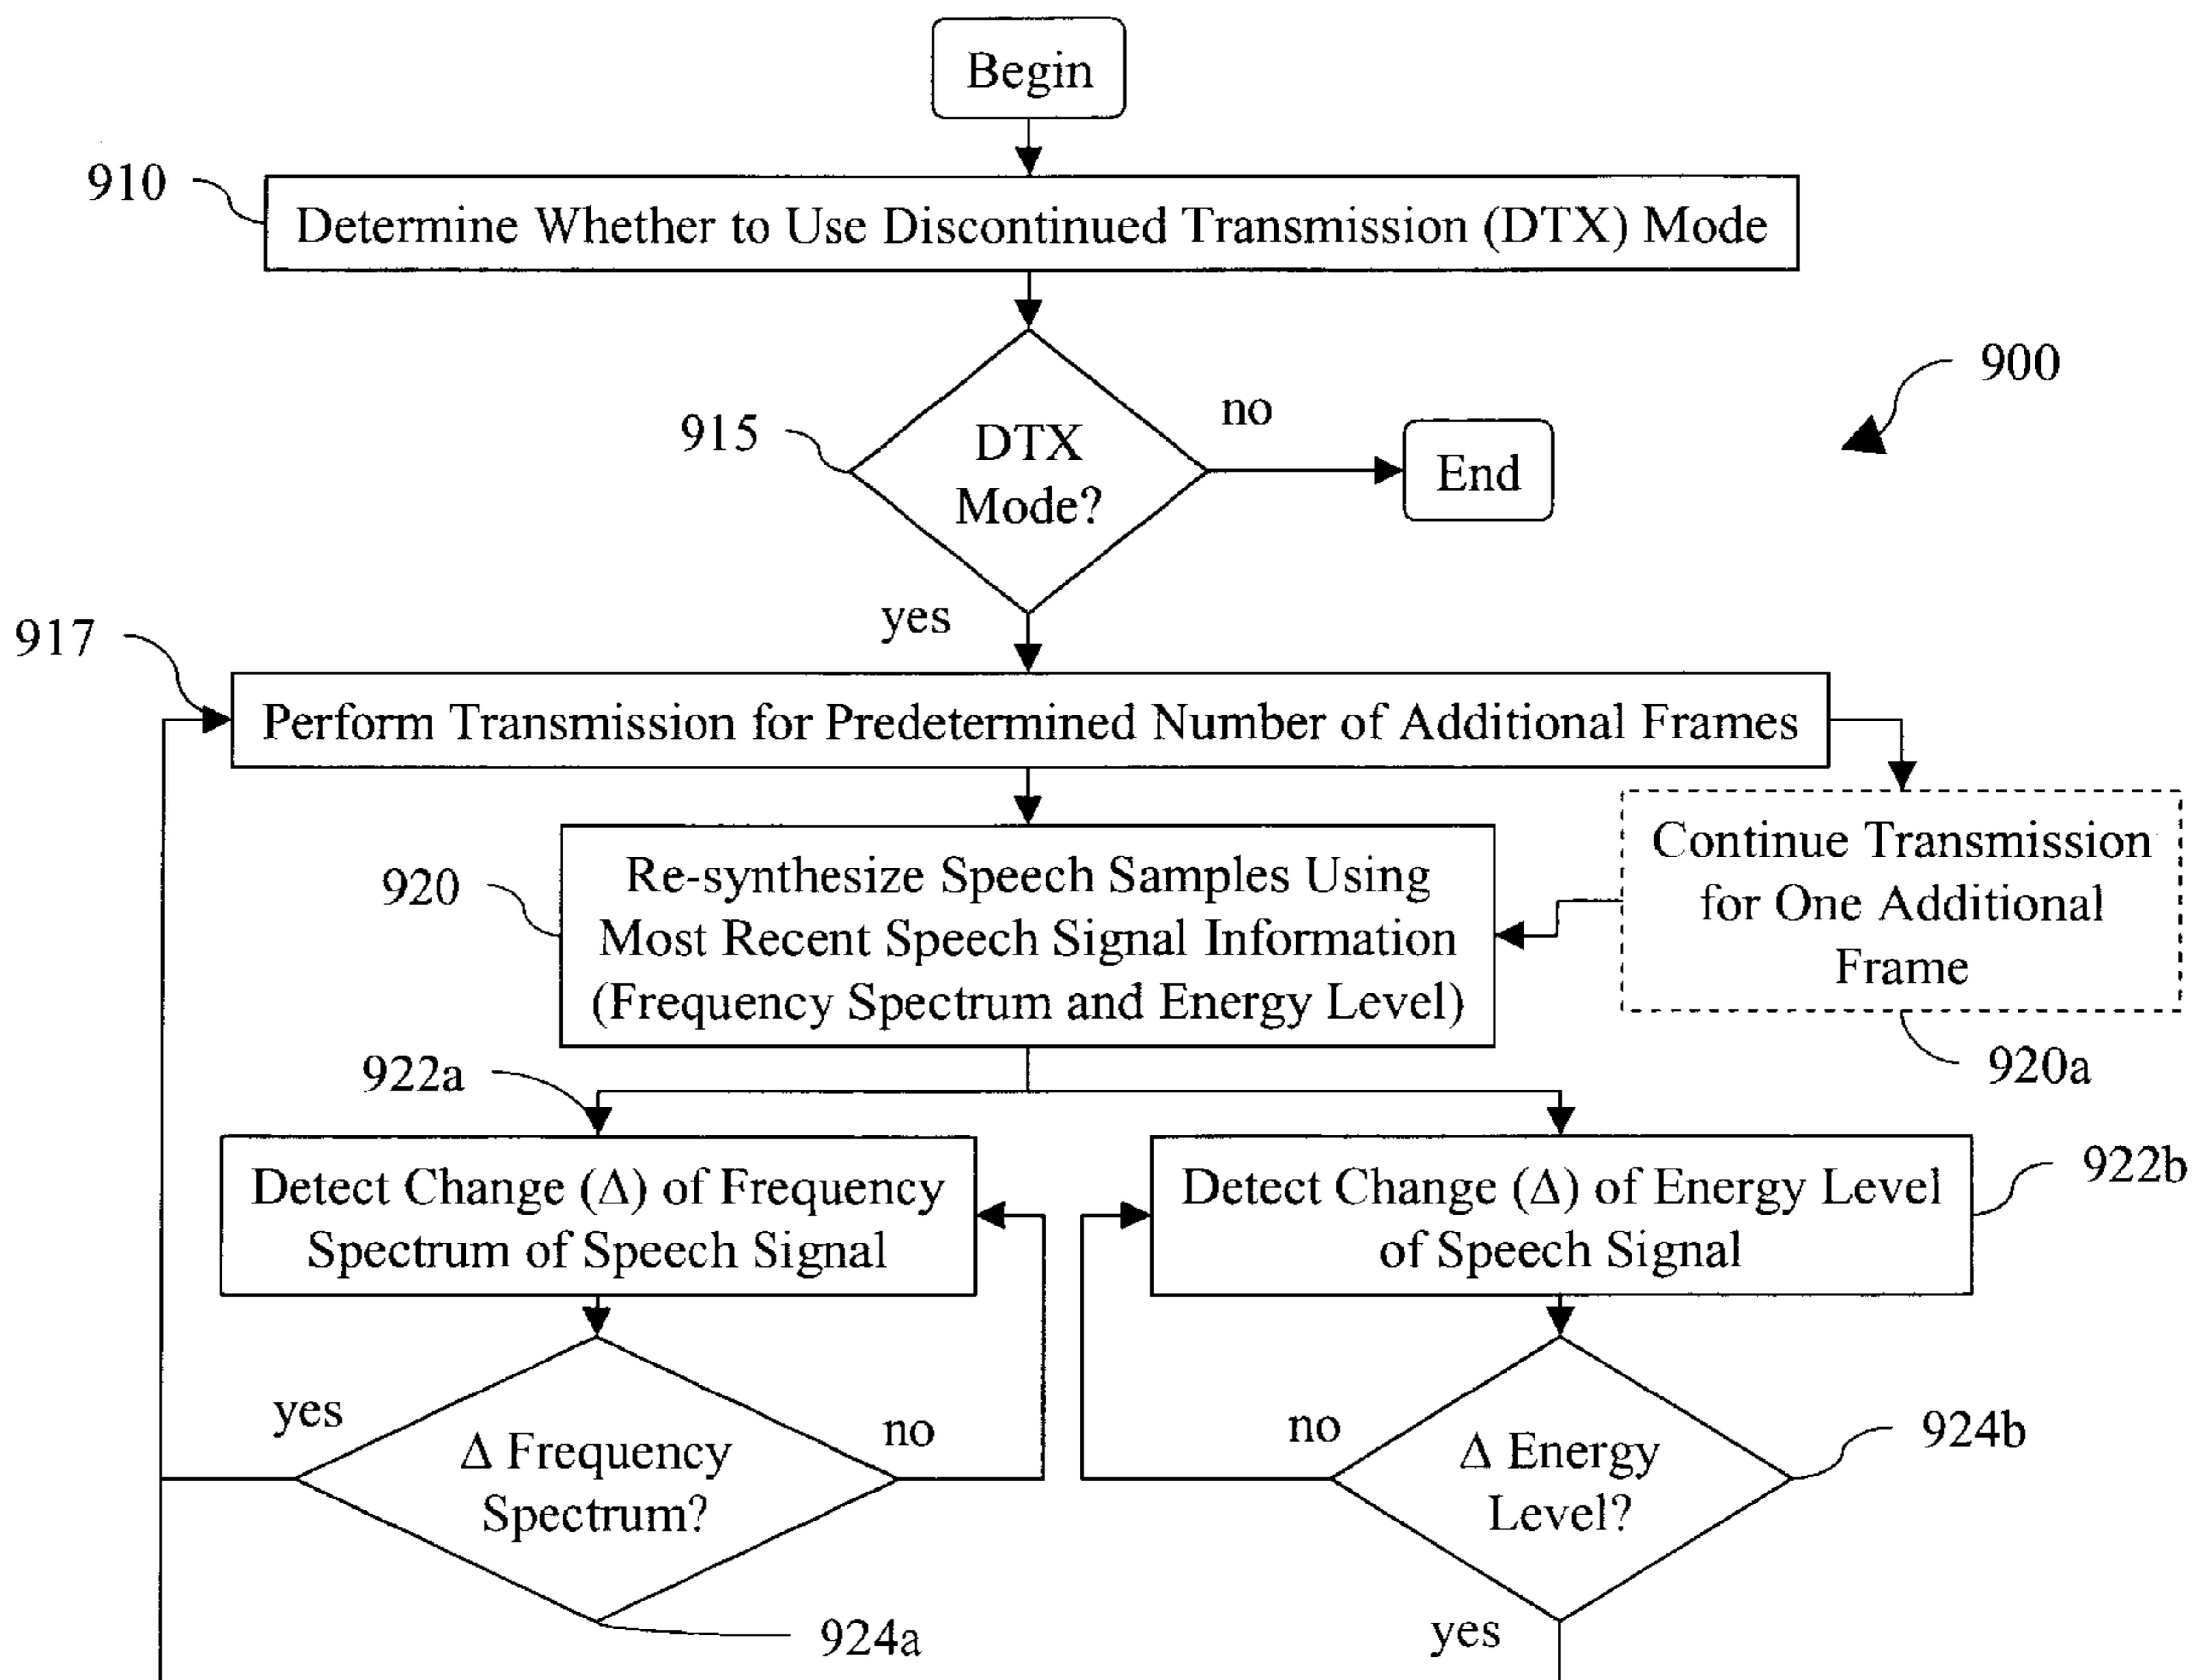 Begin
910
Determine Whether to Use Discontinued Transmission (DTX) Mode
900
915
DTX
Mode?
no
End
yes
917
Perform Transmission for Predetermined Number of Additional Frames
920
Re-synthesize Speech Samples Using
Most Recent Speech Signal Information
(Frequency Spectrum and Energy Level)
Continue Transmission
for One Additional
Frame
920a
922a
Detect Change (Δ) of Frequency
Spectrum of Speech Signal
Detect Change (Δ) of Energy Level
of Speech Signal
922b
yes
Δ Frequency
Spectrum?
no
924a
no
Δ Energy
Level?
924b
yes